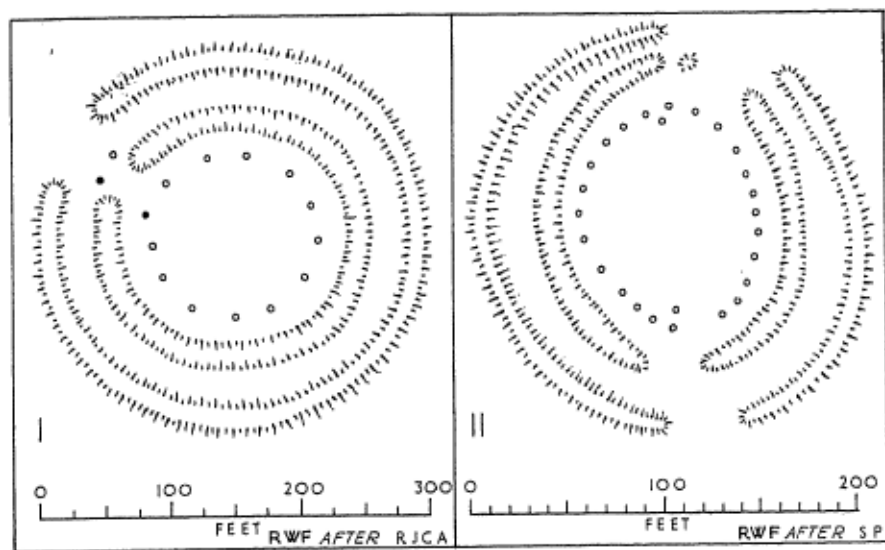 I
0 100 200 300
FEET
RWF AFTER RJCA
II
0 100 200
FEET
RWF AFTER SP